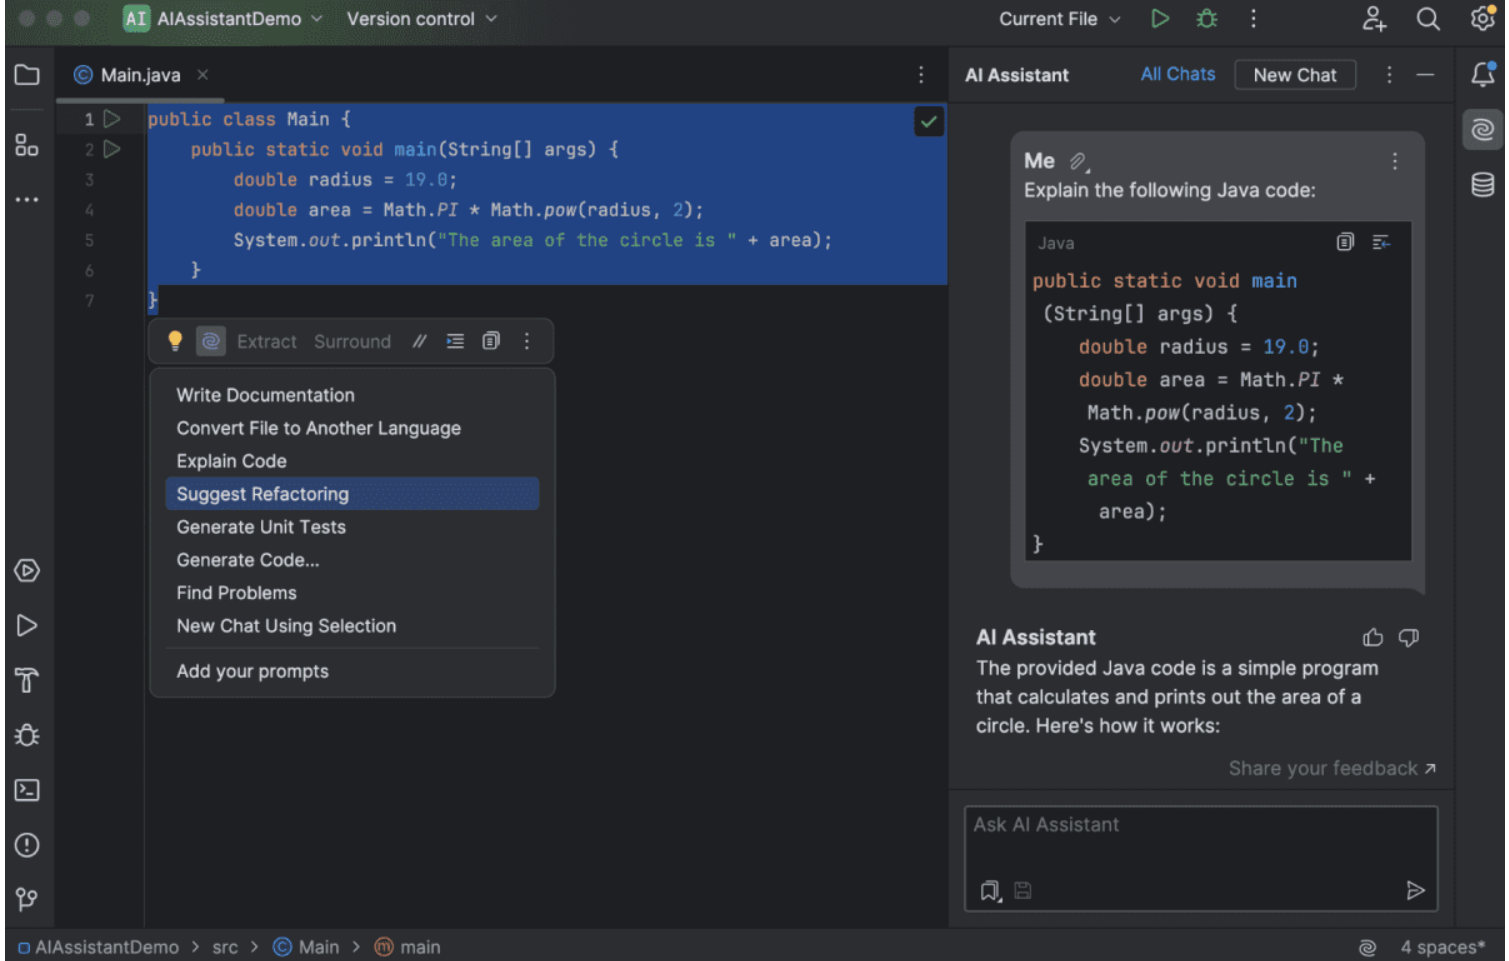 AI AIAssistantDemo Version control Current File
Main.java
AI Assistant All Chats New Chat
1 public class Main {
2 public static void main(String[] args) {
3 double radius = 19.0;
4 double area = Math.PI * Math.pow(radius, 2);
5 System.out.println("The area of the circle is " + area);
6 }
7 }
Extract Surround //
Write Documentation
Convert File to Another Language
Explain Code
Suggest Refactoring
Generate Unit Tests
Generate Code...
Find Problems
New Chat Using Selection
Add your prompts
Me
Explain the following Java code:
Java
public static void main
(String[] args) {
double radius = 19.0;
double area = Math.PI *
Math.pow(radius, 2);
System.out.println("The
area of the circle is " +
area);
}
AI Assistant
The provided Java code is a simple program
that calculates and prints out the area of a
circle. Here's how it works:
Share your feedback ↗
Ask AI Assistant
AIAssistantDemo > src > Main > main
4 spaces*